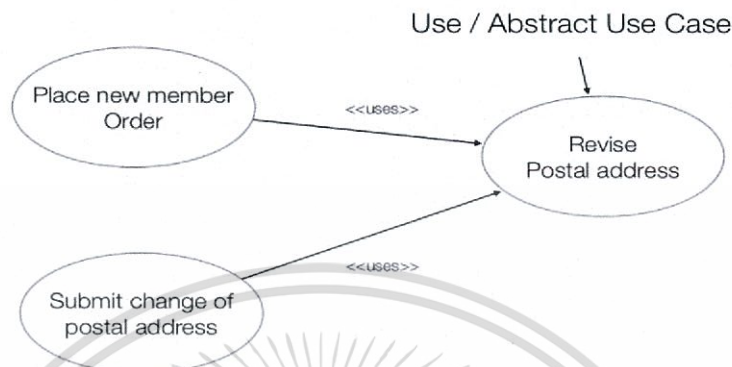 Use / Abstract Use Case
Place new member
Order
<<uses>>
Revise
Postal address
<<uses>>
Submit change of
postal address